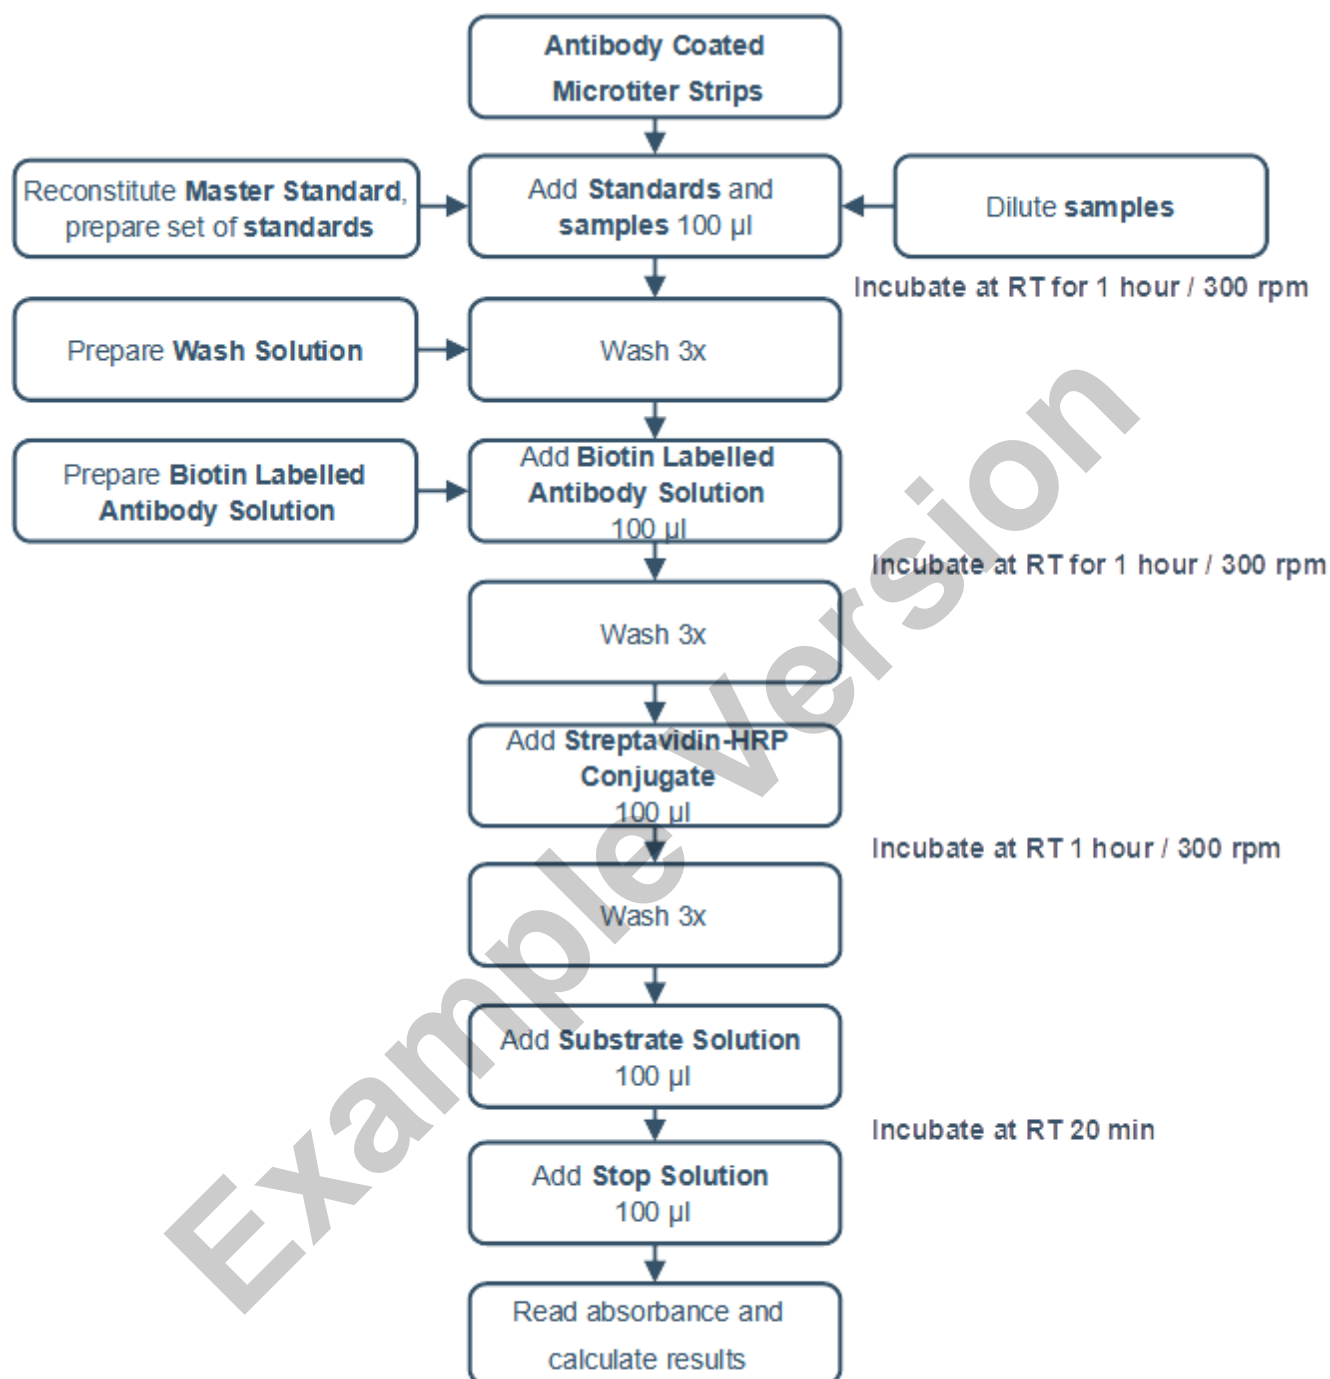 Antibody Coated
Microtiter Strips
Reconstitute Master Standard,
prepare set of standards
Add Standards and
samples 100 µl
Dilute samples
Incubate at RT for 1 hour / 300 rpm
Prepare Wash Solution
Wash 3x
Prepare Biotin Labelled
Antibody Solution
Add Biotin Labelled
Antibody Solution
100 µl
Incubate at RT for 1 hour / 300 rpm
Wash 3x
Add Streptavidin-HRP
Conjugate
100 µl
Incubate at RT 1 hour / 300 rpm
Wash 3x
Add Substrate Solution
100 µl
Incubate at RT 20 min
Add Stop Solution
100 µl
Read absorbance and
calculate results
Example Version